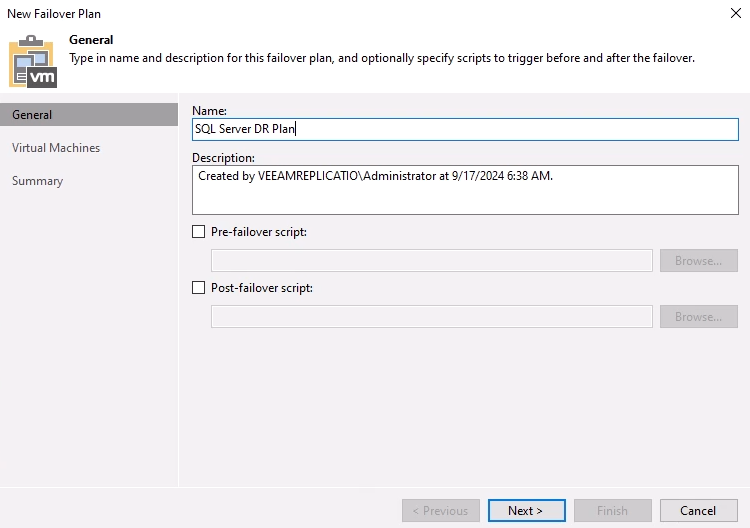 New Failover Plan
General
Type in name and description for this failover plan, and optionally specify scripts to trigger before and after the failover.
vm
General
Virtual Machines
Summary
Name:
SQL Server DR Plan
Description:
Created by VEEAMREPLICATIO\Administrator at 9/17/2024 6:38 AM.
Pre-failover script:
Browse...
Post-failover script:
Browse...
< Previous
Next >
Finish
Cancel